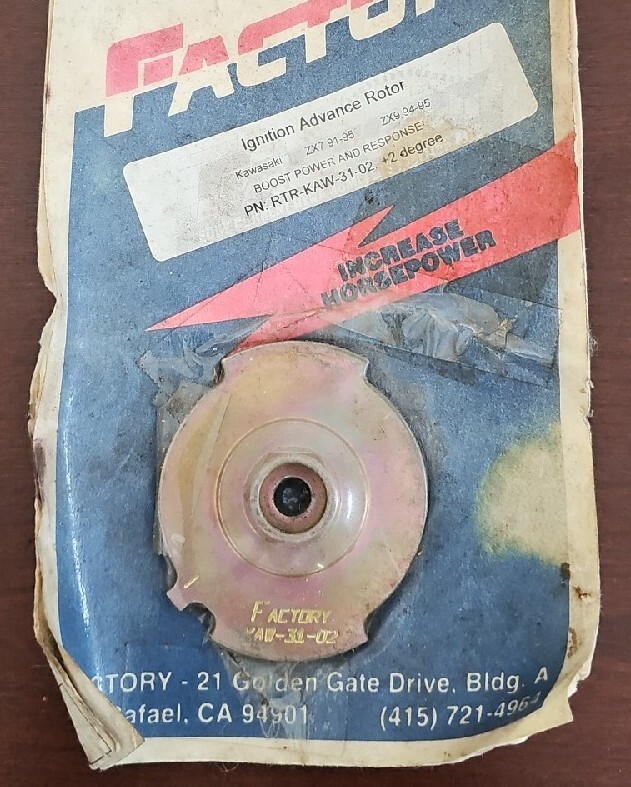 FACTORY
Ignition Advance Rotor
Kawasaki ZX7 91-95 ZX9 94-95
BOOST POWER AND RESPONSE!
PN: RTR-KAW-31-02, +2 degree
INCREASE
HORSEPOWER
FACTORY
KAW-31-02
CTORY - 21 Golden Gate Drive, Bldg. A
afael, CA 94901 (415) 721-4964